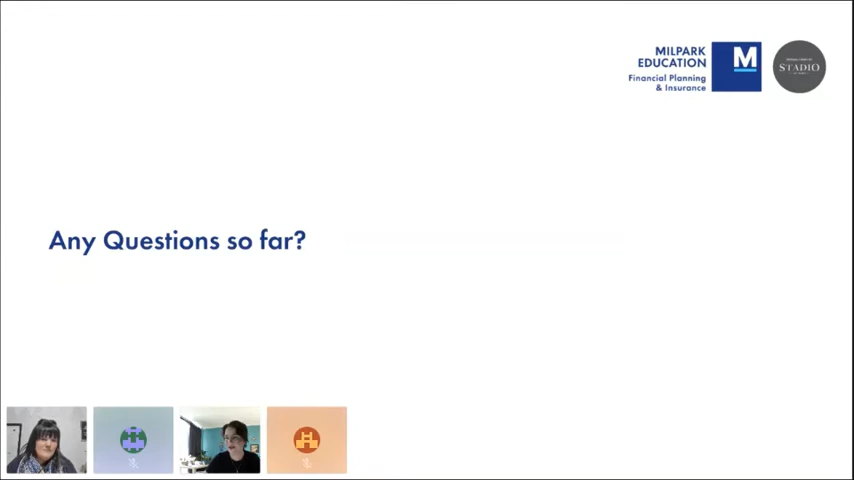 MILPARK
EDUCATION
Financial Planning
& Insurance
M
STADIO
Any Questions so far?